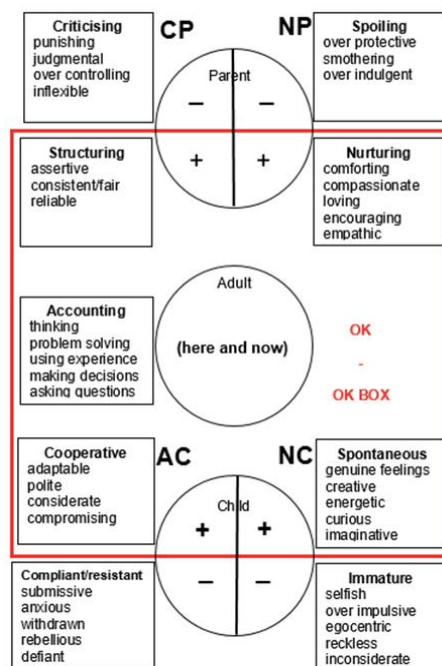 Criticising
punishing
judgmental
over controlling
inflexible
CP
NP
Spoiling
over protective
smothering
over indulgent
Parent
– –
+ +
Structuring
assertive
consistent/fair
reliable
Nurturing
comforting
compassionate
loving
encouraging
empathic
Accounting
thinking
problem solving
using experience
making decisions
asking questions
Adult
(here and now)
OK
-
OK BOX
Cooperative
adaptable
polite
considerate
compromising
AC
NC
Spontaneous
genuine feelings
creative
energetic
curious
imaginative
Child
+ +
– –
Compliant/resistant
submissive
anxious
withdrawn
rebellious
defiant
Immature
selfish
over impulsive
egocentric
reckless
inconsiderate